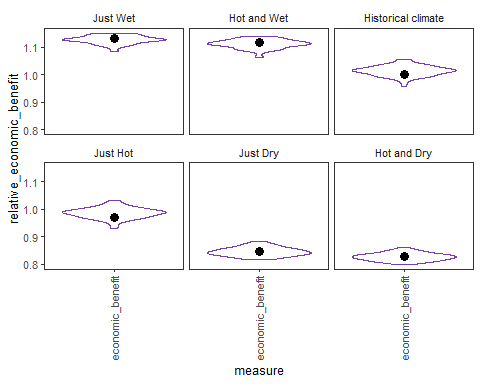 Just Wet
Hot and Wet
Historical climate
relative_economic_benefit
1.1
1.0
0.9
0.8
Just Hot
Just Dry
Hot and Dry
1.1
1.0
0.9
0.8
economic_benefit
economic_benefit
economic_benefit
measure